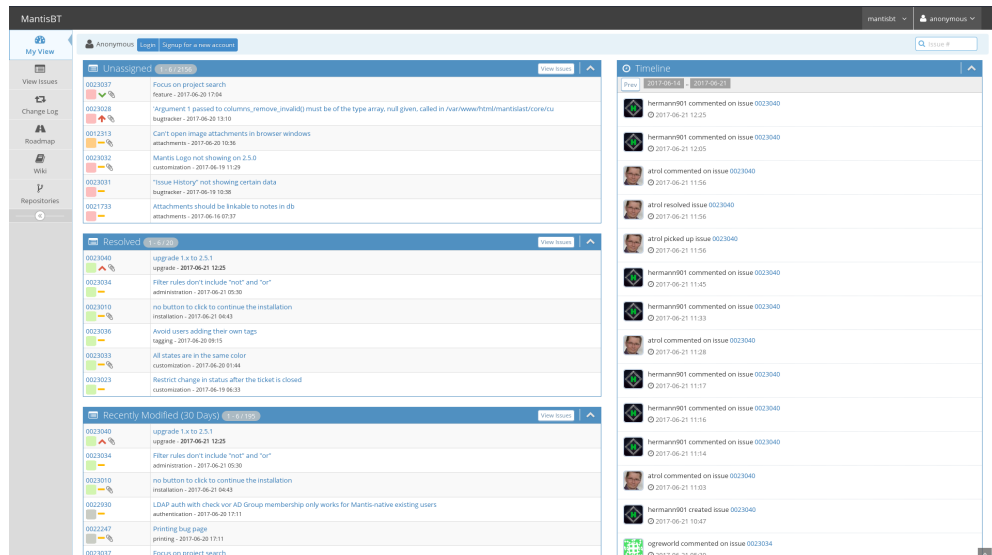 MantisBT
mantisbt
anonymous
My View
View Issues
Change Log
Roadmap
Wiki
Repositories
Anonymous Login Signup for a new account
Issue #
Unassigned 1 - 6 / 2156 View Issues
0023037 Focus on project search
feature - 2017-06-20 17:04
0023028 'Argument 1 passed to columns_remove_invalid() must be of the type array, null given, called in /var/www/html/mantislast/core/cu
bugtracker - 2017-06-20 13:10
0012313 Can't open image attachments in browser windows
attachments - 2017-06-20 10:36
0023032 Mantis Logo not showing on 2.5.0
customization - 2017-06-19 11:29
0023031 "Issue History" not showing certain data
bugtracker - 2017-06-19 10:36
0021733 Attachments should be linkable to notes in db
attachments - 2017-06-16 07:37
Resolved 1 - 6 / 20 View Issues
0023040 upgrade 1.x to 2.5.1
upgrade - 2017-06-21 12:25
0023034 Filter rules don't include "not" and "or"
administration - 2017-06-21 05:30
0023010 no button to click to continue the installation
installation - 2017-06-21 04:43
0023036 Avoid users adding their own tags
tagging - 2017-06-20 09:15
0023033 All states are in the same color
customization - 2017-06-20 01:44
0023023 Restrict change in status after the ticket is closed
customization - 2017-06-19 06:33
Recently Modified (30 Days) 1 - 6 / 195 View Issues
0023040 upgrade 1.x to 2.5.1
upgrade - 2017-06-21 12:25
0023034 Filter rules don't include "not" and "or"
administration - 2017-06-21 05:30
0023010 no button to click to continue the installation
installation - 2017-06-21 04:43
0022930 LDAP auth with check vor AD Group membership only works for Mantis-native existing users
authentication - 2017-06-20 17:11
0022247 Printing bug page
printing - 2017-06-20 17:11
0023037 Focus on project search
Timeline
Prev 2017-06-14 .. 2017-06-21
hermann901 commented on issue 0023040
2017-06-21 12:25
hermann901 commented on issue 0023040
2017-06-21 12:05
atrol commented on issue 0023040
2017-06-21 11:56
atrol resolved issue 0023040
2017-06-21 11:56
atrol picked up issue 0023040
2017-06-21 11:56
hermann901 commented on issue 0023040
2017-06-21 11:45
hermann901 commented on issue 0023040
2017-06-21 11:33
atrol commented on issue 0023040
2017-06-21 11:28
hermann901 commented on issue 0023040
2017-06-21 11:17
hermann901 commented on issue 0023040
2017-06-21 11:16
hermann901 commented on issue 0023040
2017-06-21 11:14
atrol commented on issue 0023040
2017-06-21 11:03
hermann901 created issue 0023040
2017-06-21 10:47
ogreworld commented on issue 0023034